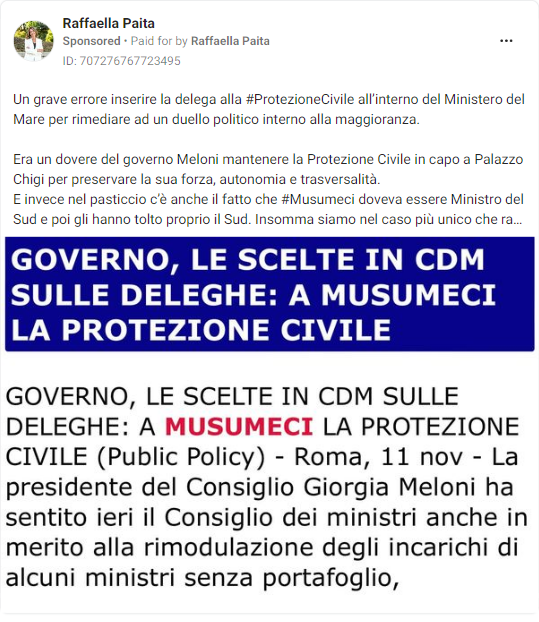 Raffaella Paita
Sponsored • Paid for by Raffaella Paita
ID: 707276767723495
Un grave errore inserire la delega alla #ProtezioneCivile all'interno del Ministero del
Mare per rimediare ad un duello politico interno alla maggioranza.
Era un dovere del governo Meloni mantenere la Protezione Civile in capo a Palazzo
Chigi per preservare la sua forza, autonomia e trasversalità.
E invece nel pasticcio c'è anche il fatto che #Musumeci doveva essere Ministro del
Sud e poi gli hanno tolto proprio il Sud. Insomma siamo nel caso più unico che ra...
GOVERNO, LE SCELTE IN CDM
SULLE DELEGHE: A MUSUMECI
LA PROTEZIONE CIVILE
GOVERNO, LE SCELTE IN CDM SULLE
DELEGHE: A MUSUMECI LA PROTEZIONE
CIVILE (Public Policy) - Roma, 11 nov - La
presidente del Consiglio Giorgia Meloni ha
sentito ieri il Consiglio dei ministri anche in
merito alla rimodulazione degli incarichi di
alcuni ministri senza portafoglio,